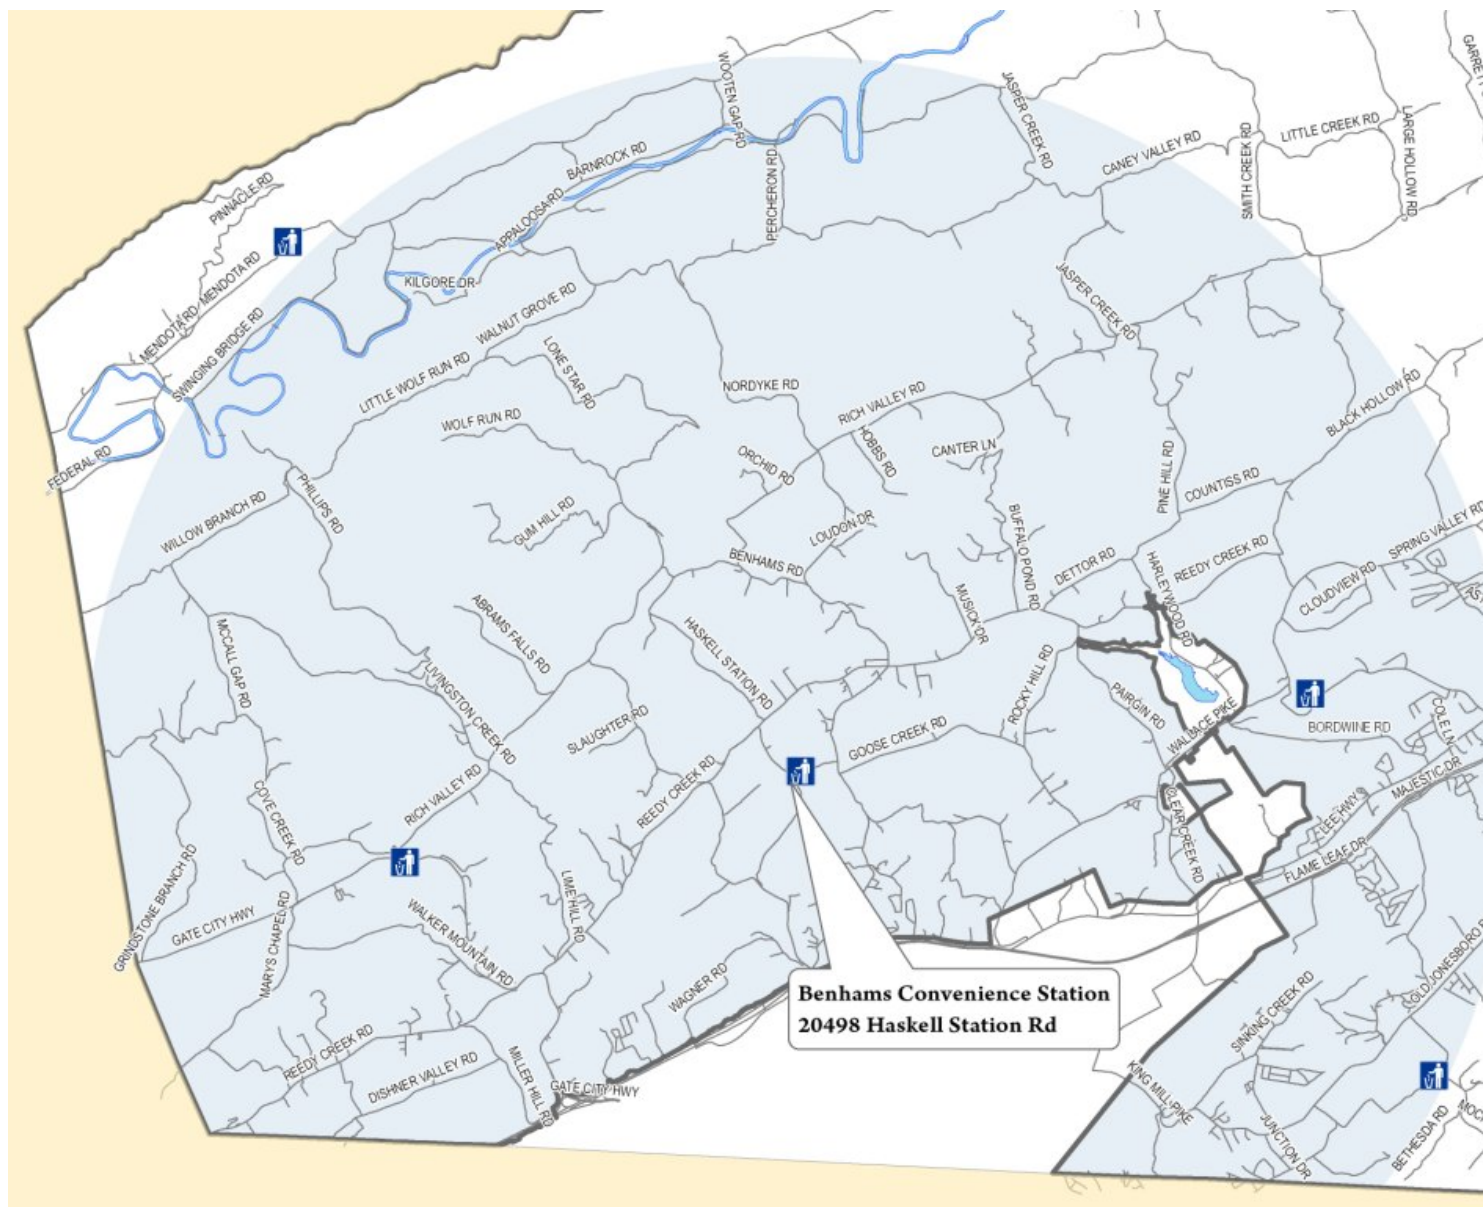 GARRETT
WOOTEN GAP RD
JASPER CREEK RD
LARGE HOLLOW RD
LITTLE CREEK RD
CANEY VALLEY RD
SMITH CREEK RD
BARNROCK RD
PERCHERON RD
PINNACLE RD
APPALOOSA RD
MENDOTA RD
KILGORE DR
JASPER CREEK RD
MENDOTA RD
SWINGING BRIDGE RD
WALNUT GROVE RD
LONE STAR RD
LITTLE WOLF RUN RD
NORDYKE RD
RICH VALLEY RD
BLACK HOLLOW RD
WOLF RUN RD
HOBBS RD
CANTER LN
FEDERAL RD
ORCHID RD
PINE HILL RD
COUNTISS RD
PHILLIPS RD
WILLOW BRANCH RD
GUM HILL RD
LOUDON DR
BUFFALO POND RD
SPRING VALLEY RD
BENHAMS RD
DETTOR RD
HARLEYWOOD RD
REEDY CREEK RD
CLOUDVIEW RD
MUSICK DR
ABRAMS FALLS RD
HASKELL STATION RD
MCCALL GAP RD
LIVINGSTON CREEK RD
ROCKY HILL RD
PAIRGIN RD
WALLACE PIKE
SLAUGHTER RD
GOOSE CREEK RD
BORDWINE RD
COLE LN
RICH VALLEY RD
REEDY CREEK RD
COVE CREEK RD
CLEAR CREEK RD
LEE HWY
MAJESTIC DR
FLAME LEAF DR
GRINDSTONE BRANCH RD
GATE CITY HWY
MARYS CHAPEL RD
LIME HILL RD
WALKER MOUNTAIN RD
WAGNER RD
OLD JONESBORO
Benhams Convenience Station
20498 Haskell Station Rd
SINKING CREEK RD
REEDY CREEK RD
DISHNER VALLEY RD
MILLER HILL RD
GATE CITY HWY
KING MILL PIKE
JUNCTION DR
BETHESDA RD
MOCK